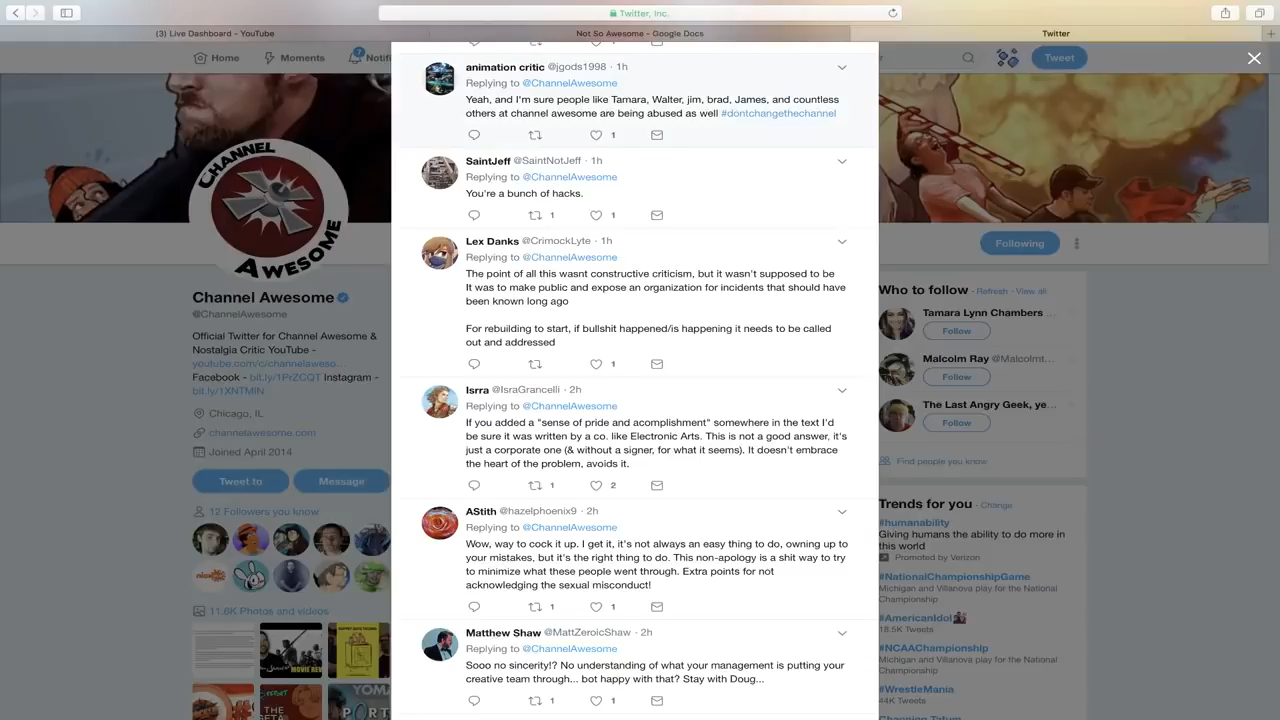 Twitter, Inc.
(3) Live Dashboard - YouTube
Not So Awesome - Google Docs
Twitter
Home
Moments
7
Notifi
Tweet
CHANNEL
AWESOME
Channel Awesome
@ChannelAwesome
Official Twitter for Channel Awesome &
Nostalgia Critic YouTube -
youtube.com/c/channelaweso...
Facebook - bit.ly/1PrZCQT Instagram -
bit.ly/1XNTMIN
Chicago, IL
channelawesome.com
Joined April 2014
Tweet to
Message
12 Followers you know
11.6K Photos and videos
animation critic @jgods1998 · 1h
Replying to @ChannelAwesome
Yeah, and I'm sure people like Tamara, Walter, jim, brad, James, and countless
others at channel awesome are being abused as well #dontchangethechannel
1
SaintJeff @SaintNotJeff · 1h
Replying to @ChannelAwesome
You're a bunch of hacks.
1 1
Lex Danks @CrimockLyte · 1h
Replying to @ChannelAwesome
The point of all this wasnt constructive criticism, but it wasn't supposed to be
It was to make public and expose an organization for incidents that should have
been known long ago
For rebuilding to start, if bullshit happened/is happening it needs to be called
out and addressed
1
Isrra @IsraGrancelli · 2h
Replying to @ChannelAwesome
If you added a "sense of pride and acomplishment" somewhere in the text I'd
be sure it was written by a co. like Electronic Arts. This is not a good answer, it's
just a corporate one (& without a signer, for what it seems). It doesn't embrace
the heart of the problem, avoids it.
1 2
AStith @hazelphoenix9 · 2h
Replying to @ChannelAwesome
Wow, way to cock it up. I get it, it's not always an easy thing to do, owning up to
your mistakes, but it's the right thing to do. This non-apology is a shit way to try
to minimize what these people went through. Extra points for not
acknowledging the sexual misconduct!
1 1
Matthew Shaw @MattZeroicShaw · 2h
Replying to @ChannelAwesome
Sooo no sincerity!? No understanding of what your management is putting your
creative team through... bot happy with that? Stay with Doug...
1 1
Following
Who to follow · Refresh · View all
Tamara Lynn Chambers ...
Follow
Malcolm Ray @Malcolmt...
Follow
The Last Angry Geek, ye...
Follow
Find people you know
Trends for you · Change
#humanability
Giving humans the ability to do more in
this world
Promoted by Verizon
#NationalChampionshipGame
Michigan and Villanova play for the National
Championship
#AmericanIdol
18.5K Tweets
#NCAAChampionship
Michigan and Villanova play for the National
Championship
#WrestleMania
44K Tweets
Channing Tatum